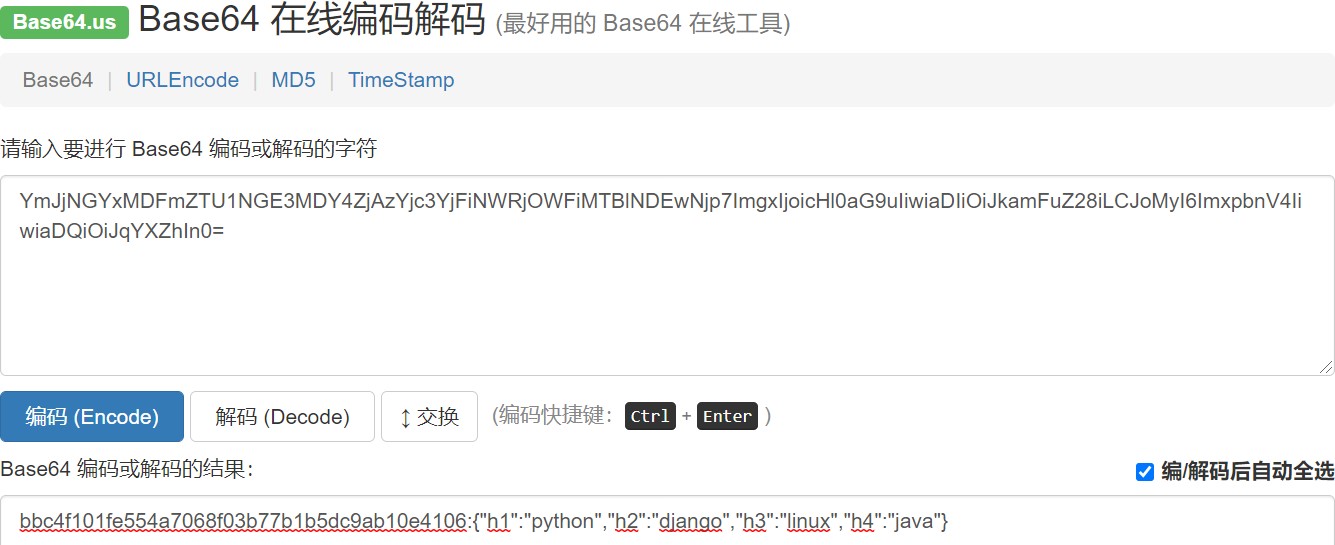 Base64.us Base64 在线编码解码 (最好用的 Base64 在线工具)
Base64 | URLEncode | MD5 | TimeStamp
请输入要进行 Base64 编码或解码的字符
YmJjNGYxMDFmZTU1NGE3MDY4ZjAzYjc3YjFiNWRjOWFiMTBlNDEwNjp7ImgxIjoicHl0aG9uIiwiaDIiOiJkamFuZ28iLCJoMyI6ImxpbnV4Ii
wiaDQiOiJqYXZhIn0=
编码 (Encode) 解码 (Decode) ↕ 交换 (编码快捷键： Ctrl + Enter )
Base64 编码或解码的结果： 编/解码后自动全选
bbc4f101fe554a7068f03b77b1b5dc9ab10e4106:{"h1":"python","h2":"django","h3":"linux","h4":"java"}